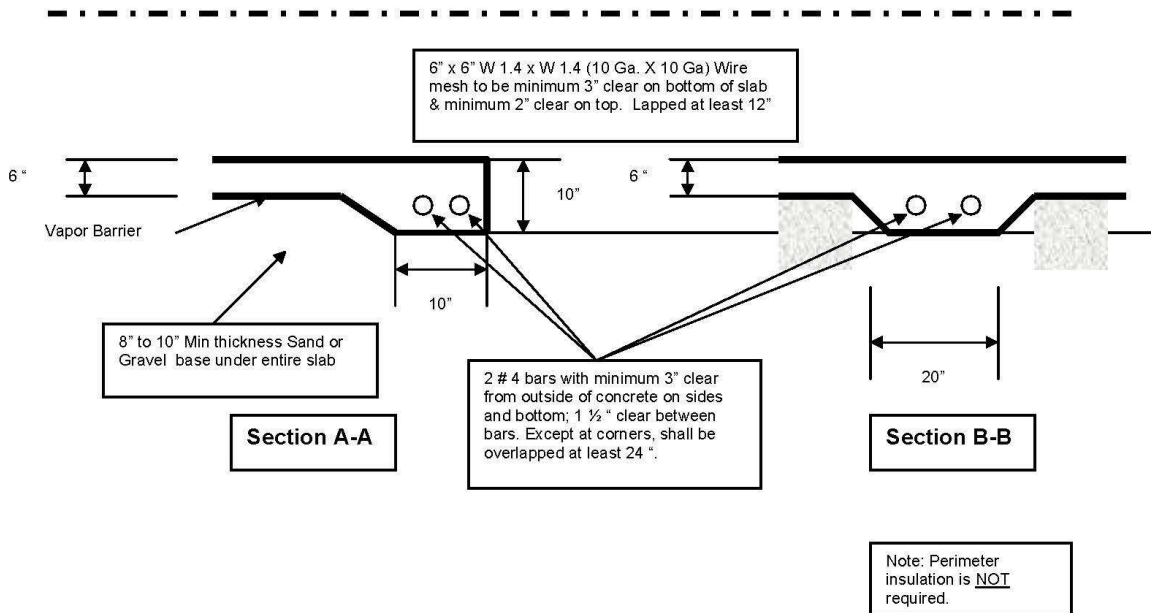 6” x 6” W 1.4 x W 1.4 (10 Ga. X 10 Ga) Wire
mesh to be minimum 3” clear on bottom of slab
& minimum 2” clear on top.  Lapped at least 12”
6 “
10”
6“
Vapor Barrier
10”
8” to 10” Min thickness Sand or
Gravel  base under entire slab
2 # 4 bars with minimum 3” clear
from outside of concrete on sides
and bottom; 1 ½ “ clear between
bars. Except at corners, shall be
overlapped at least 24 “.
20”
Section A-A
Section B-B
Note: Perimeter
insulation is NOT
required.